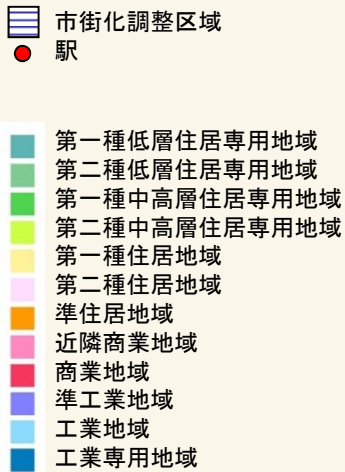 市街化調整区域
駅
第一種低層住居専用地域
第二種低層住居専用地域
第一種中高層住居専用地域
第二種中高層住居専用地域
第一種住居地域
第二種住居地域
準住居地域
近隣商業地域
商業地域
準工業地域
工業地域
工業専用地域